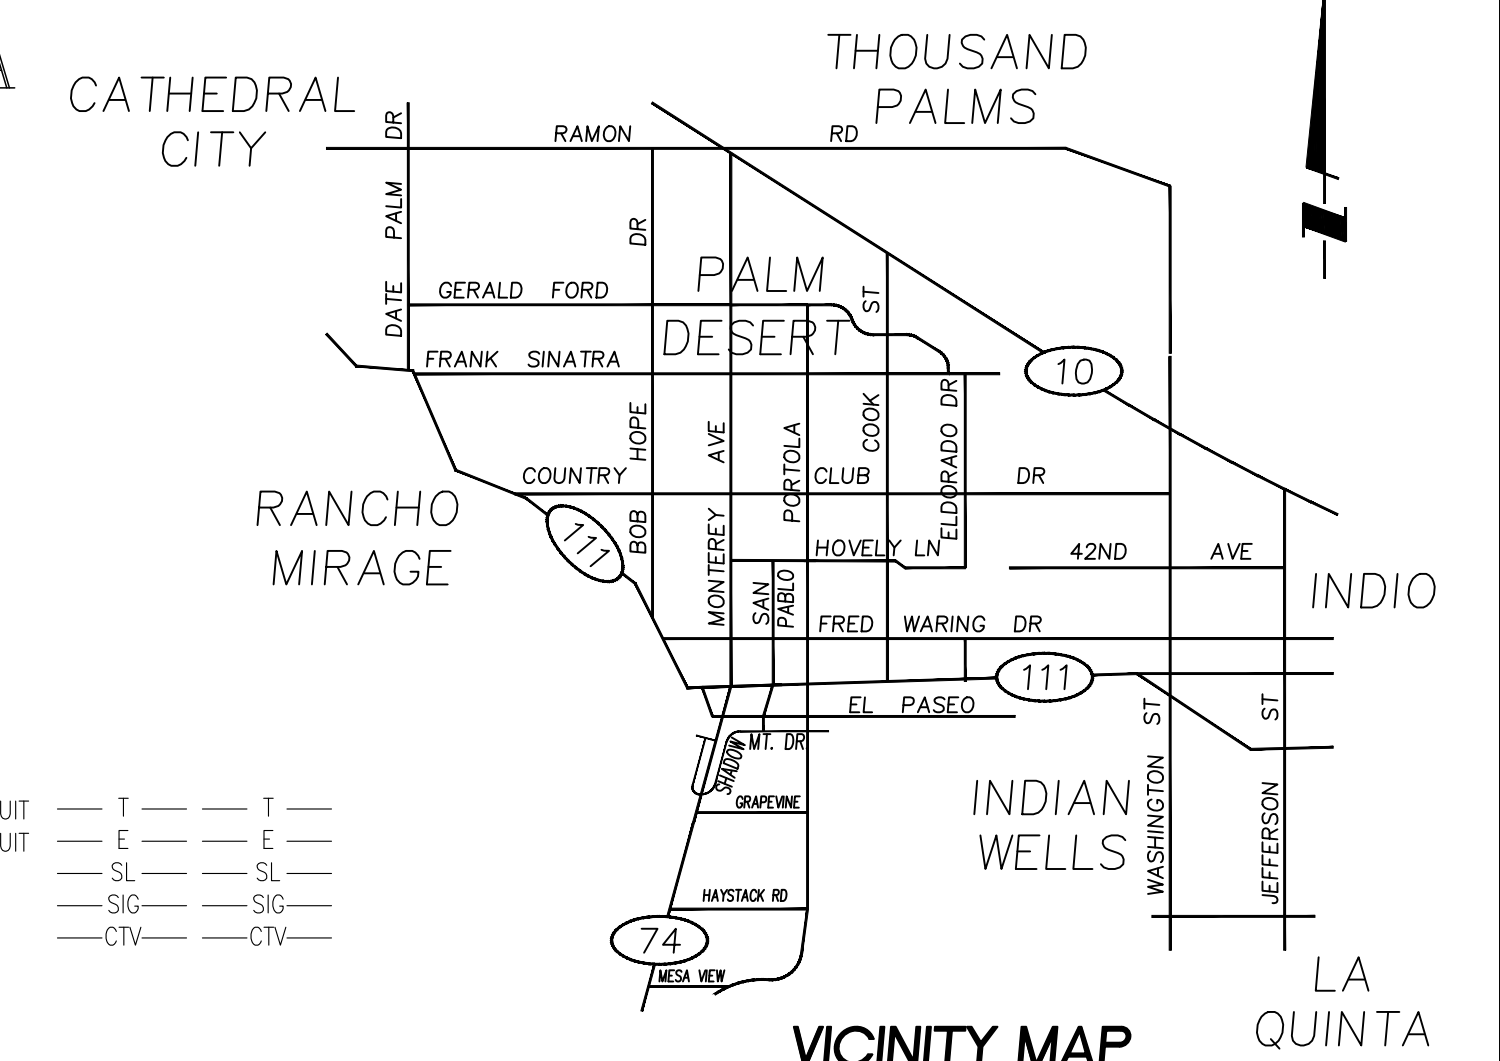 A
CATHEDRAL
CITY
THOUSAND
PALMS
DATE PALM DR
RAMON RD
BOB HOPE DR
PALM
DESERT
GERALD FORD
FRANK SINATRA
COOK ST
10
MONTEREY AVE
PORTOLA
ELDORADO DR
COUNTRY CLUB DR
RANCHO
MIRAGE
111
HOVELY LN
42ND AVE
SAN
PABLO
INDIO
FRED WARING DR
111
EL PASEO
SHADOW MT. DR
WASHINGTON ST
JEFFERSON ST
INDIAN
WELLS
GRAPEVINE
HAYSTACK RD
74
MESA VIEW
UIT T T
UIT E E
SL SL
SIG SIG
CTV CTV
LA
QUINTA
VICINITY MAP
N